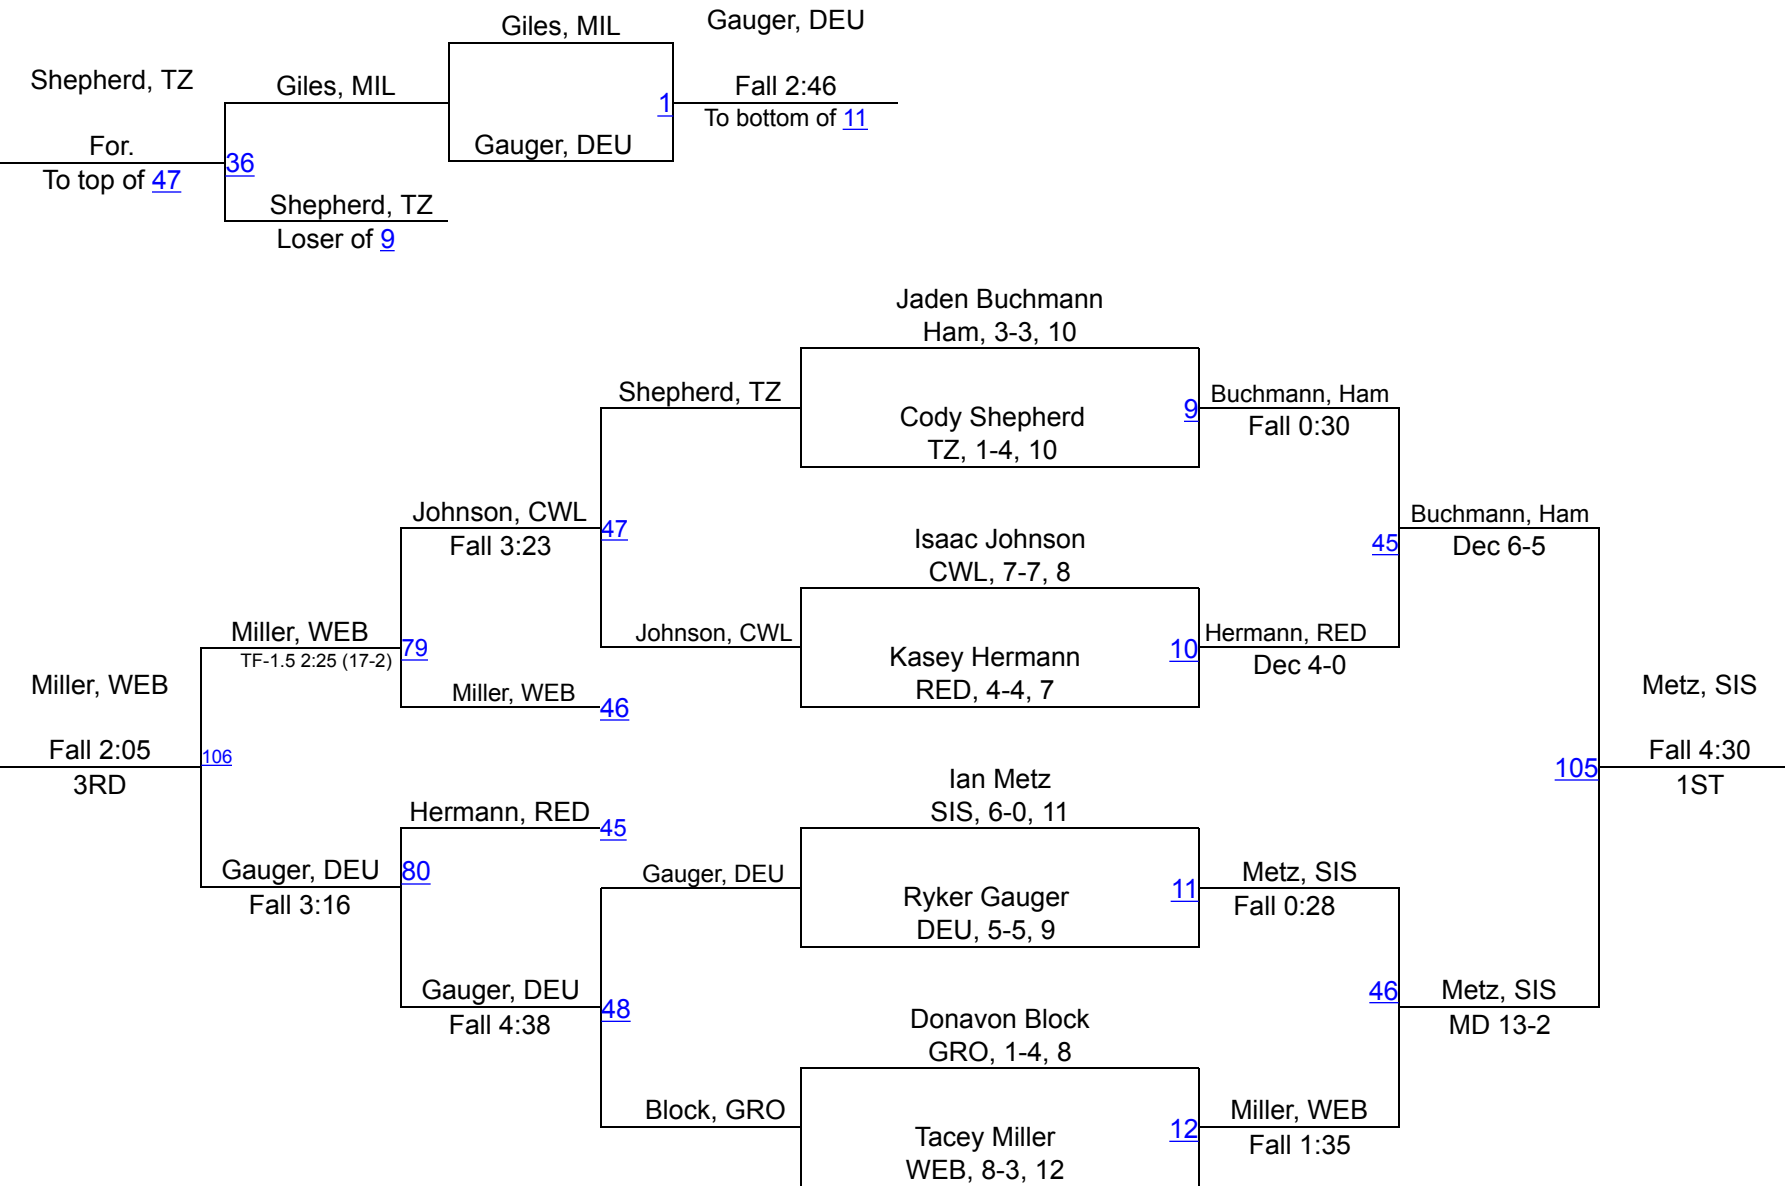 Giles, MIL
Gauger, DEU
Shepherd, TZ
Giles, MIL
1
Fall 2:46
To bottom of 11
For.
Gauger, DEU
36
To top of 47
Shepherd, TZ
Loser of 9
Jaden Buchmann
Ham, 3-3, 10
Shepherd, TZ
Cody Shepherd
TZ, 1-4, 10
9
Buchmann, Ham
Fall 0:30
Johnson, CWL
Fall 3:23
47
Isaac Johnson
CWL, 7-7, 8
45
Buchmann, Ham
Dec 6-5
Miller, WEB
TF-1.5 2:25 (17-2)
79
Johnson, CWL
Kasey Hermann
RED, 4-4, 7
10
Hermann, RED
Dec 4-0
Miller, WEB
Miller, WEB
46
Metz, SIS
Fall 2:05
3RD
106
Ian Metz
SIS, 6-0, 11
105
Fall 4:30
1ST
Hermann, RED
45
Gauger, DEU
Fall 3:16
80
Gauger, DEU
Ryker Gauger
DEU, 5-5, 9
11
Metz, SIS
Fall 0:28
Gauger, DEU
Fall 4:38
48
Donavon Block
GRO, 1-4, 8
46
Metz, SIS
MD 13-2
Block, GRO
Tacey Miller
WEB, 8-3, 12
12
Miller, WEB
Fall 1:35